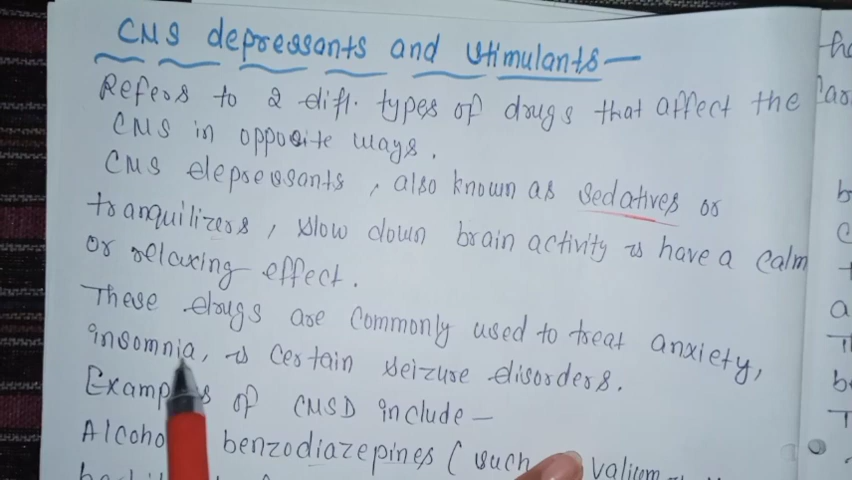 CNS depressants and stimulants—
Refers to 2 diff. types of drugs that affect the
CNS in opposite ways.
CNS depressants, also known as sedatives or
tranquilizers, slow down brain activity & have a calm
or relaxing effect.
These drugs are commonly used to treat anxiety,
insomnia, & certain seizure disorders.
Examples of CNSD include —
Alcohol benzodiazepines (such valium